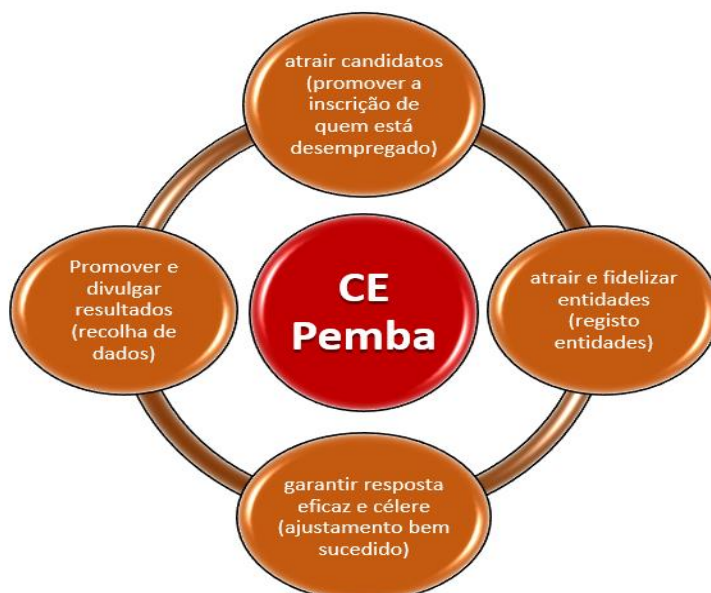 atrair candidatos
(promover a
inscrição de
quem está
desempregado)
Promover e
divulgar
resultados
(recolha de
dados)
CE
Pemba
atrair e fidelizar
entidades
(registo
entidades)
garantir resposta
eficaz e célere
(ajustamento bem
sucedido)